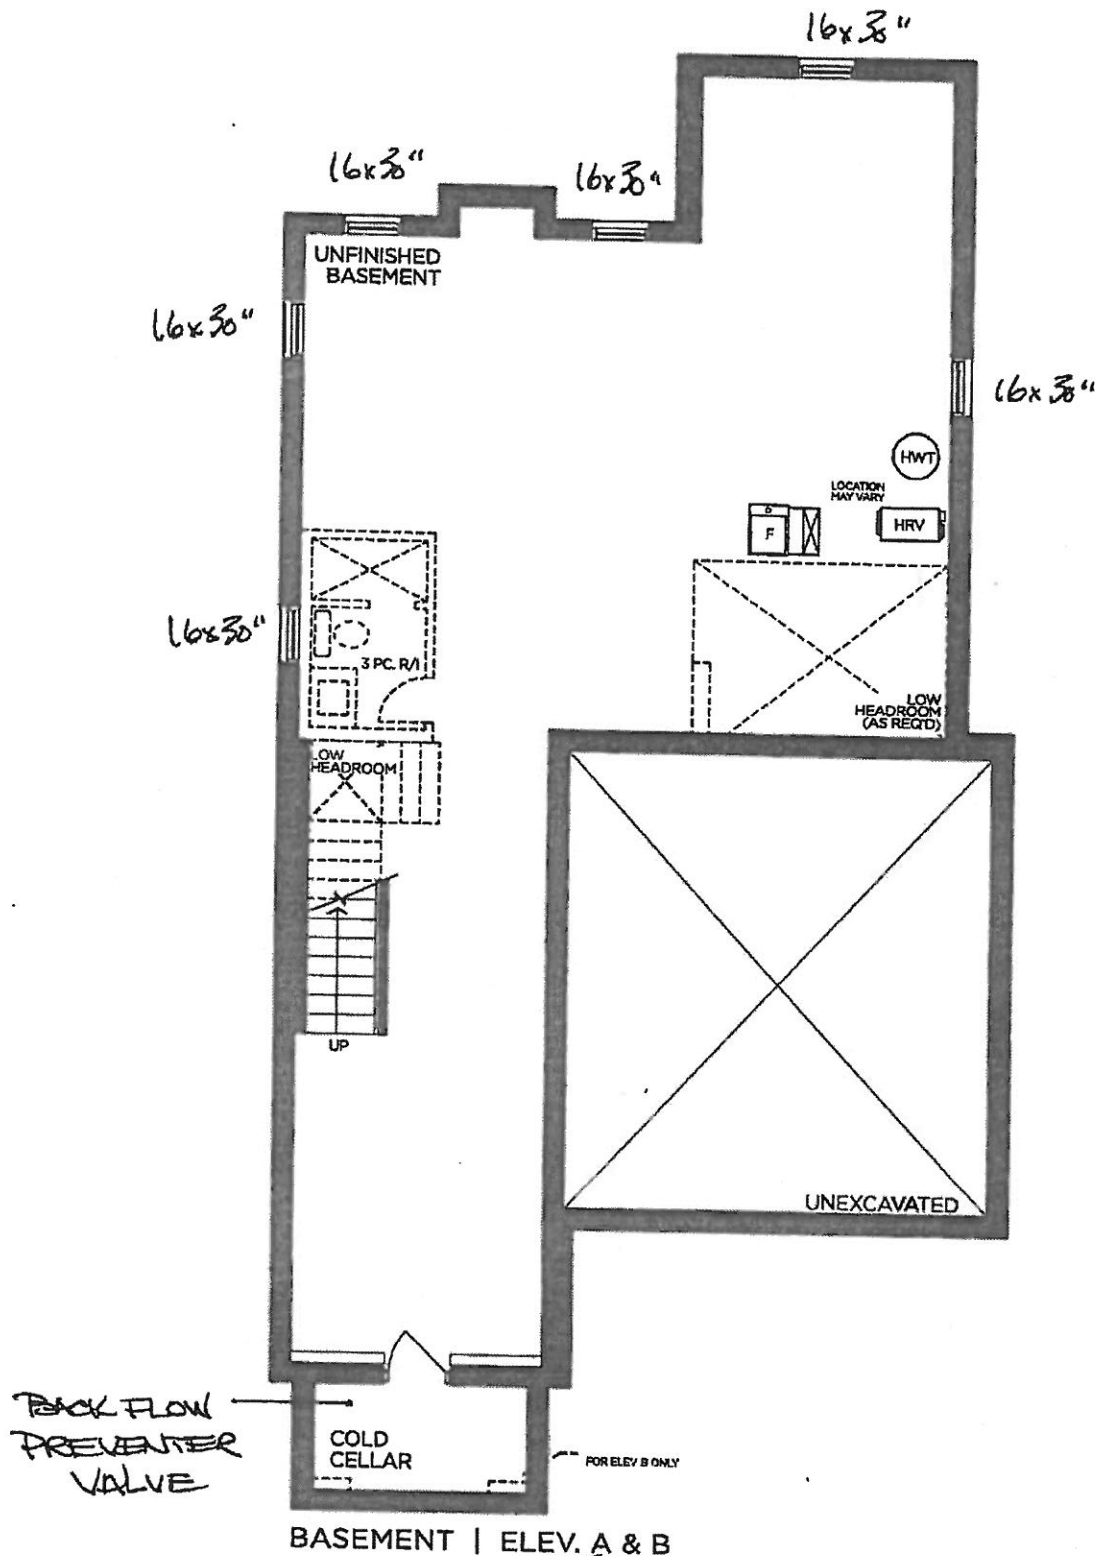 16x30"
16x30"
16x30"
UNFINISHED
BASEMENT
16x30"
16x30"
HWT
LOCATION
MAY VARY
F
HRV
16x30"
3 PC. R/I
LOW
HEADROOM
(AS REQ'D)
LOW
HEADROOM
UP
UNEXCAVATED
BACK FLOW
PREVENTER
VALVE
COLD
CELLAR
FOR ELEV B ONLY
BASEMENT | ELEV. A & B